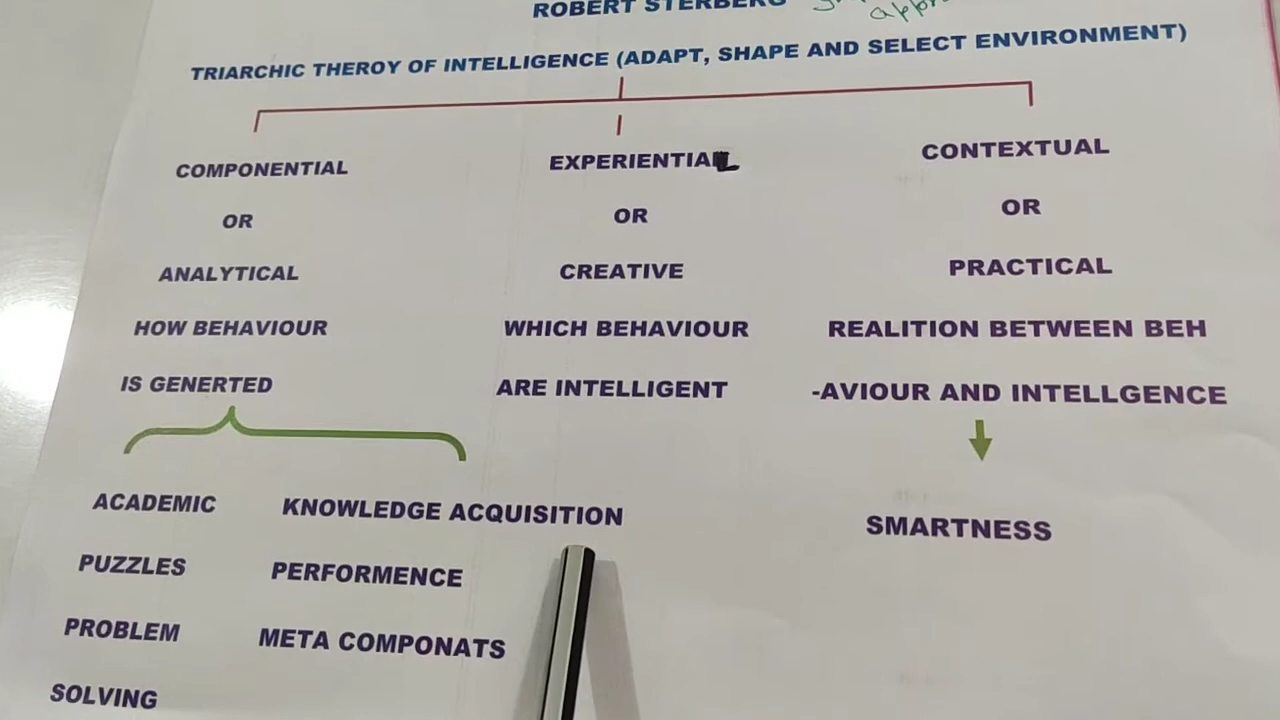 ROBERT STERBERG
TRIARCHIC THEROY OF INTELLIGENCE (ADAPT, SHAPE AND SELECT ENVIRONMENT)
COMPONENTIAL
OR
ANALYTICAL
HOW BEHAVIOUR
IS GENERTED
ACADEMIC KNOWLEDGE ACQUISITION
PUZZLES PERFORMENCE
PROBLEM META COMPONATS
SOLVING
EXPERIENTIAL
OR
CREATIVE
WHICH BEHAVIOUR
ARE INTELLIGENT
CONTEXTUAL
OR
PRACTICAL
REALITION BETWEEN BEH
-AVIOUR AND INTELLGENCE
SMARTNESS